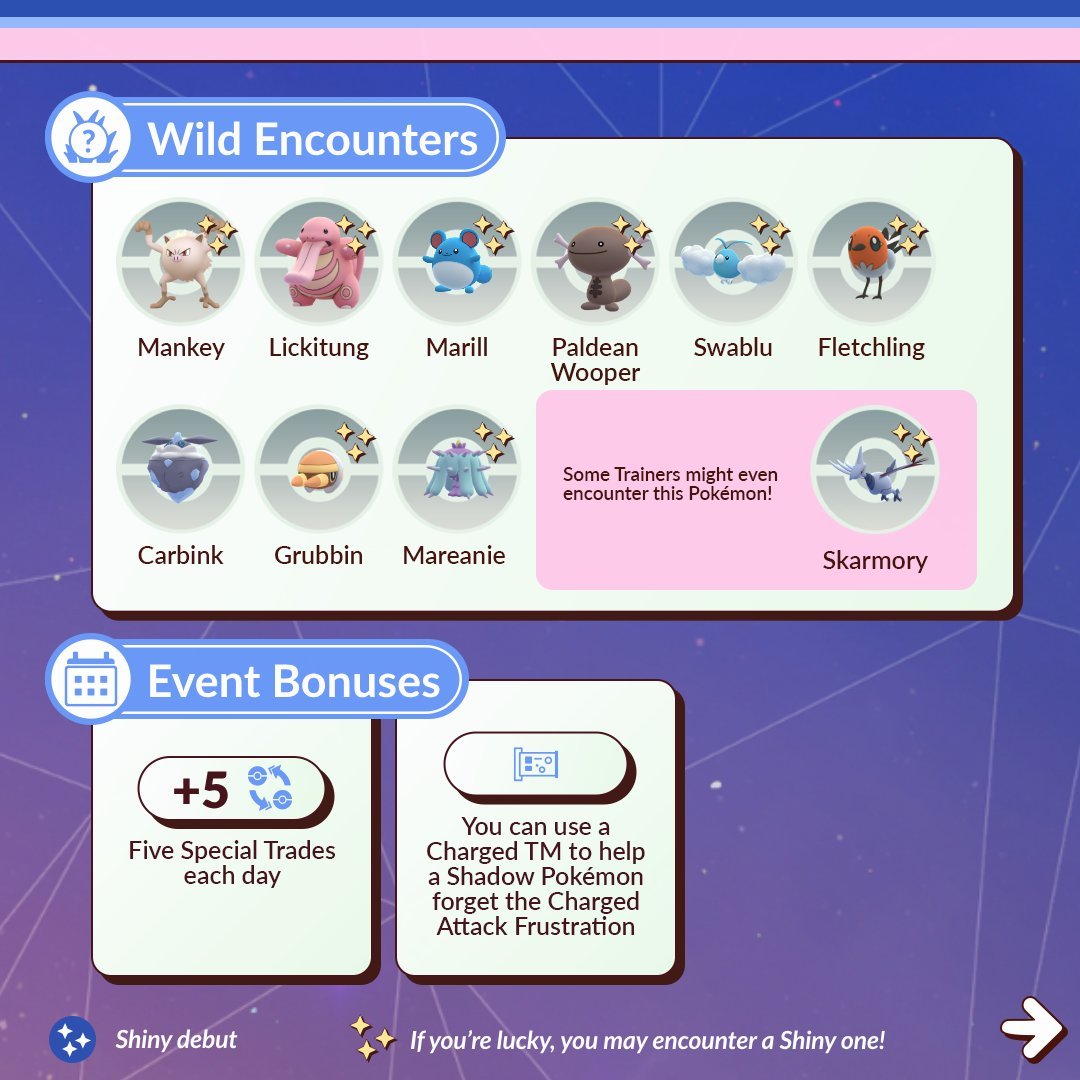 Wild Encounters
Mankey
Lickitung
Marill
Paldean
Wooper
Swablu
Fletchling
Carbink
Grubbin
Mareanie
Some Trainers might even
encounter this Pokémon!
Skarmory
Event Bonuses
+5
Five Special Trades
each day
You can use a
Charged TM to help
a Shadow Pokémon
forget the Charged
Attack Frustration
Shiny debut
If you're lucky, you may encounter a Shiny one!